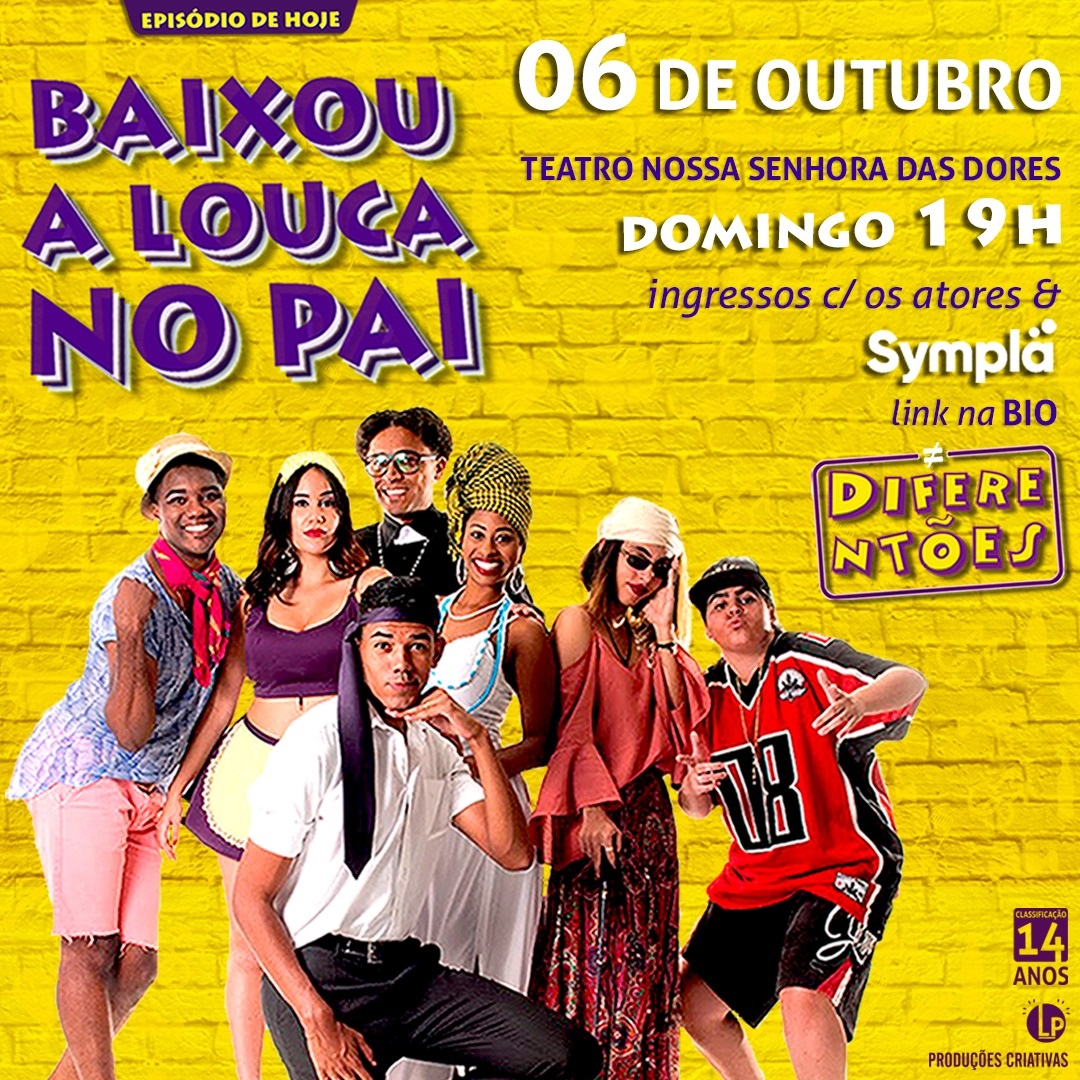 EPISÓDIO DE HOJE
BAIXOU
A LOUCA
NO PAI
06 DE OUTUBRO
TEATRO NOSSA SENHORA DAS DORES
DOMINGO 19H
ingressos c/ os atores &
Sympla
link na BIO
≠
DIFERE
NTÕES
08
CLASSIFICAÇÃO
14
ANOS
LP
PRODUÇÕES CRIATIVAS